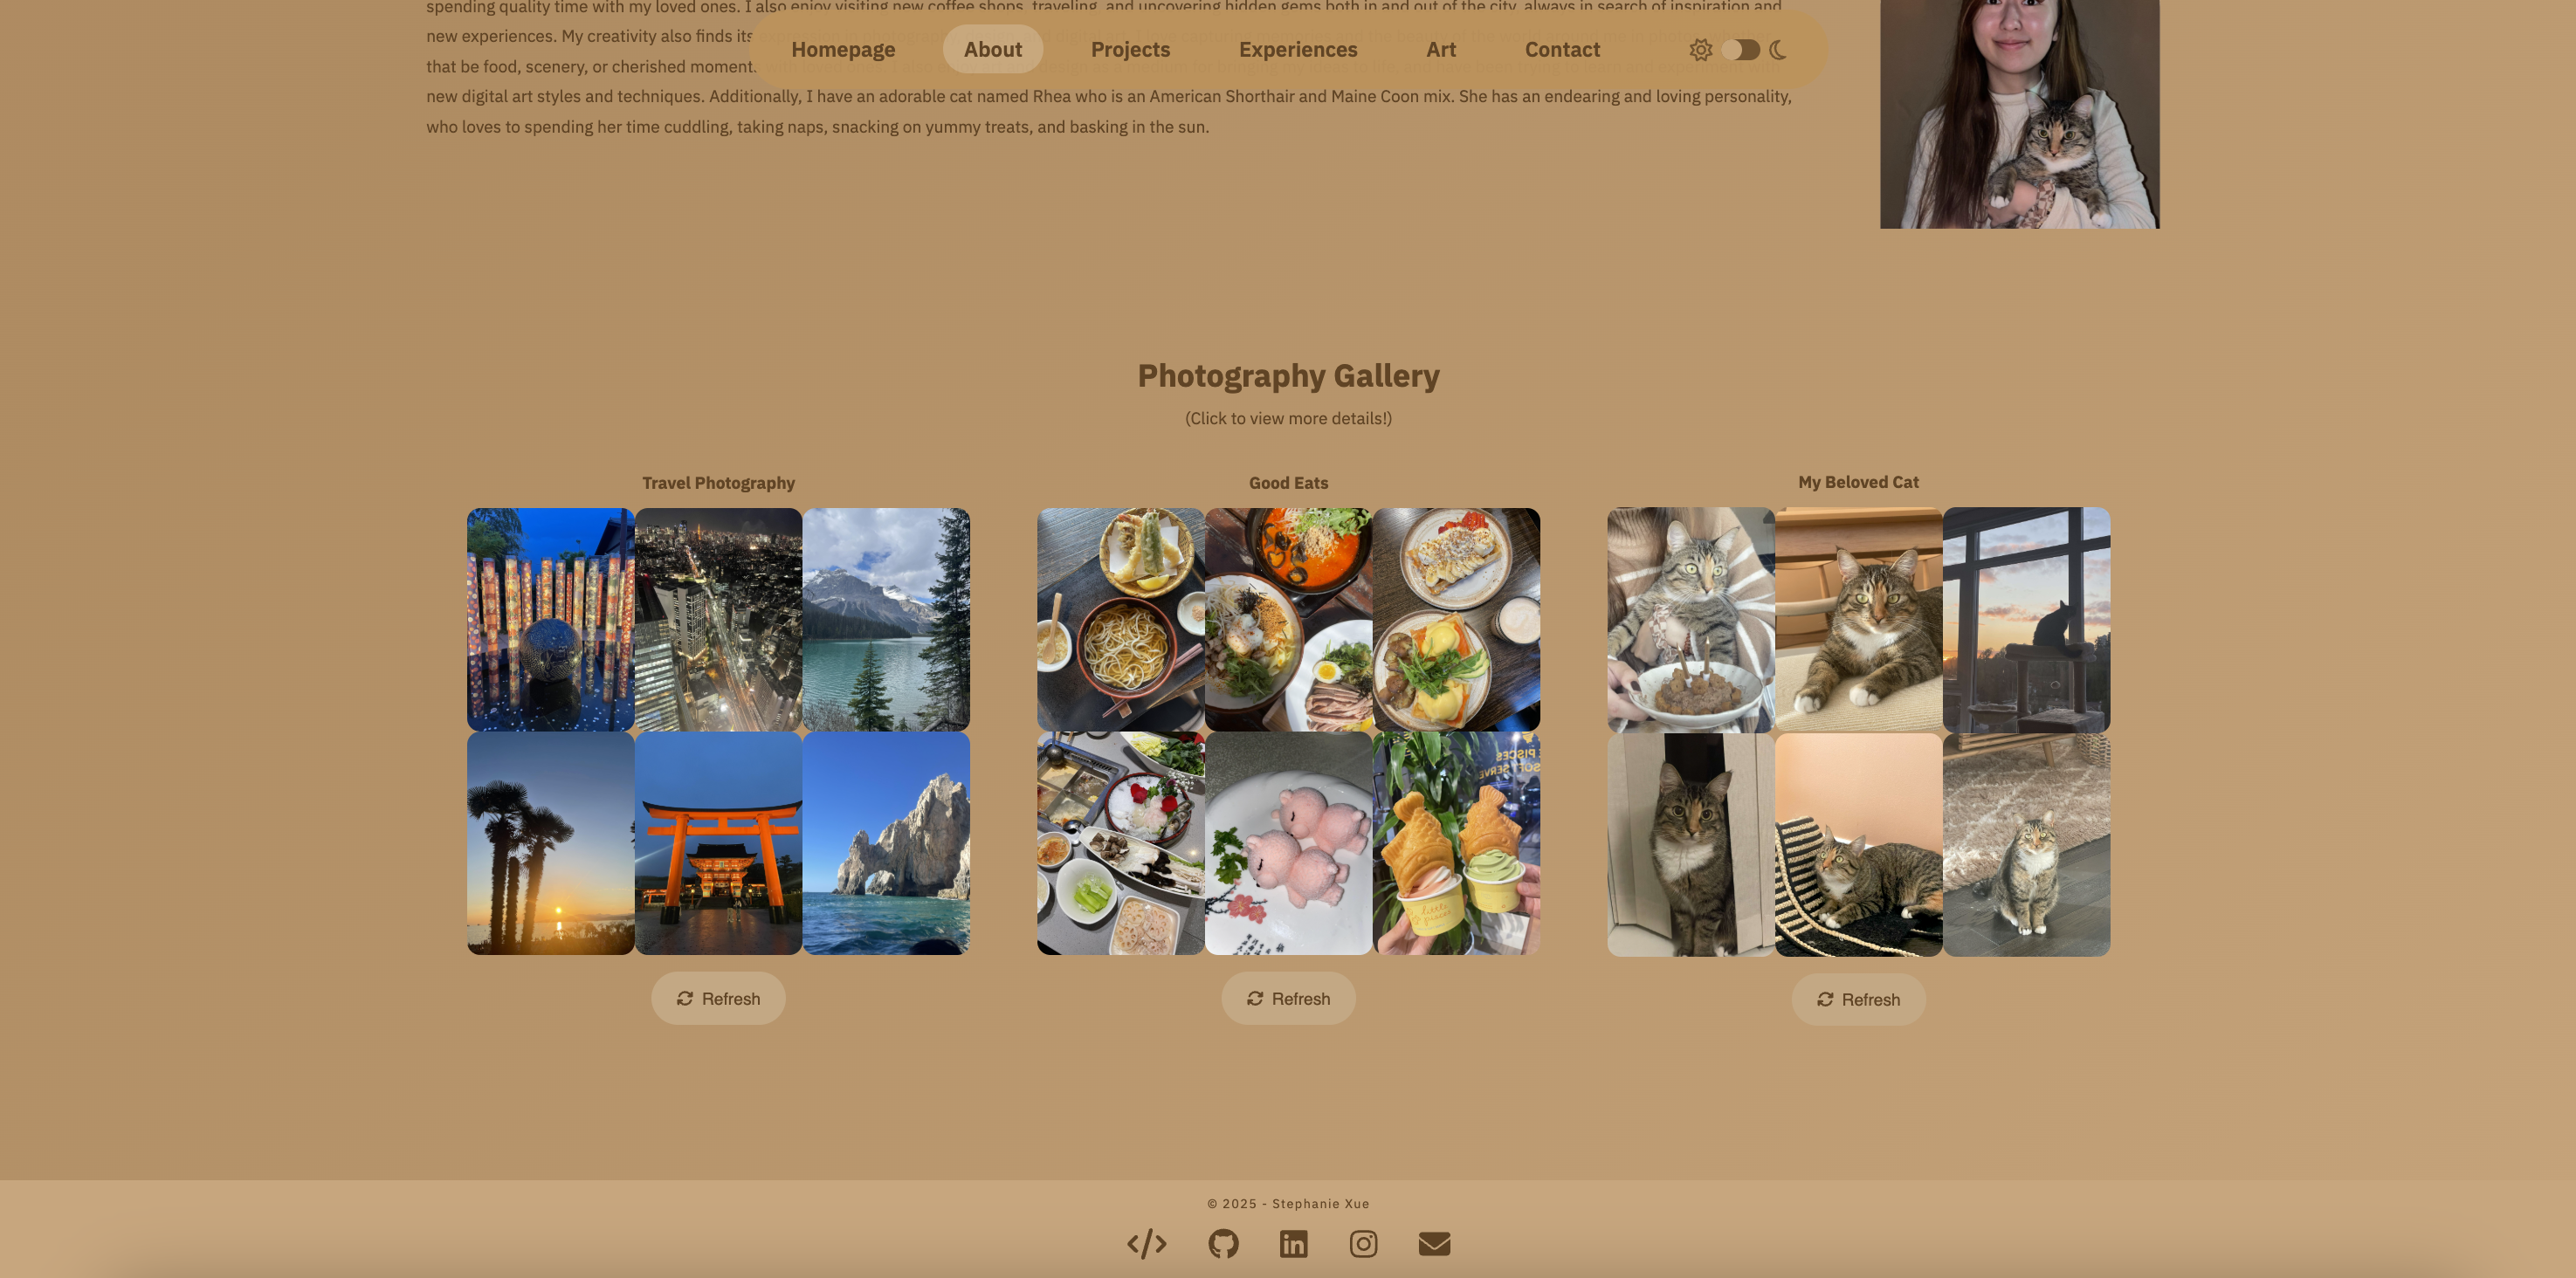 spending quality time with my loved ones. I also enjoy visiting new coffee shops, traveling, and uncovering hidden gems both in and out of the city, always in search of inspiration and
new experiences. My creativity also finds its
Homepage About Projects Experiences Art Contact
that be food, scenery, or cherished moment
new digital art styles and techniques. Additionally, I have an adorable cat named Rhea who is an American Shorthair and Maine Coon mix. She has an endearing and loving personality,
who loves to spending her time cuddling, taking naps, snacking on yummy treats, and basking in the sun.
Photography Gallery
(Click to view more details!)
Travel Photography
Good Eats
My Beloved Cat
PISCES
SOFT SERVE
little pisces
Refresh
Refresh
Refresh
© 2025 - Stephanie Xue